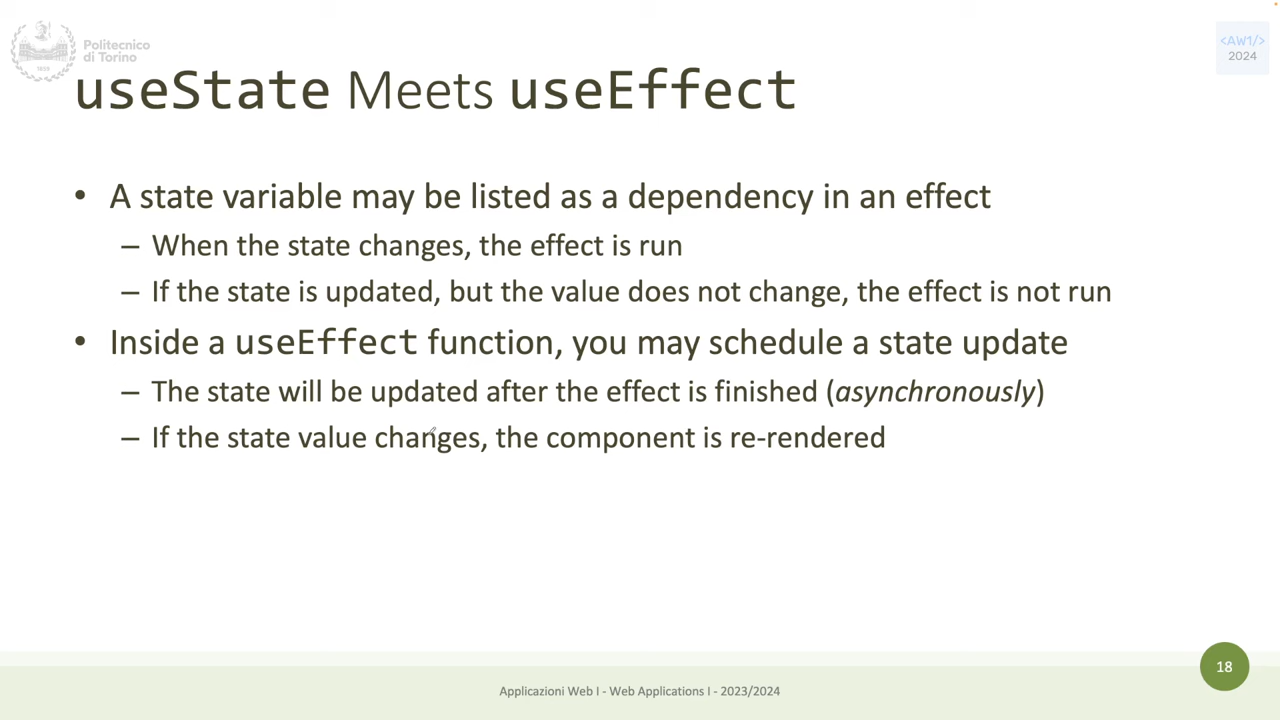 Politecnico
di Torino
1859
<AW1/>
2024
useState Meets useEffect
• A state variable may be listed as a dependency in an effect
– When the state changes, the effect is run
– If the state is updated, but the value does not change, the effect is not run
• Inside a useEffect function, you may schedule a state update
– The state will be updated after the effect is finished (asynchronously)
– If the state value changes, the component is re-rendered
18
Applicazioni Web I - Web Applications I - 2023/2024